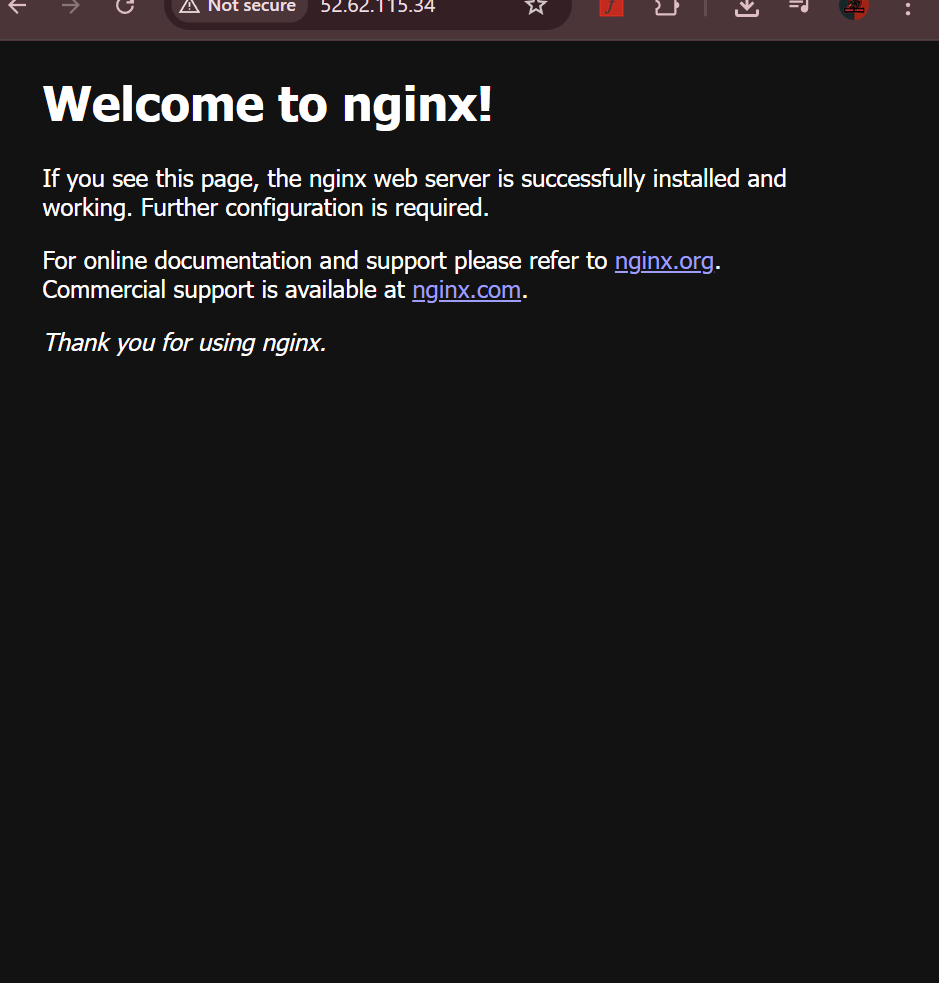 Not secure 52.62.115.34
Welcome to nginx!
If you see this page, the nginx web server is successfully installed and
working. Further configuration is required.
For online documentation and support please refer to nginx.org.
Commercial support is available at nginx.com.
Thank you for using nginx.